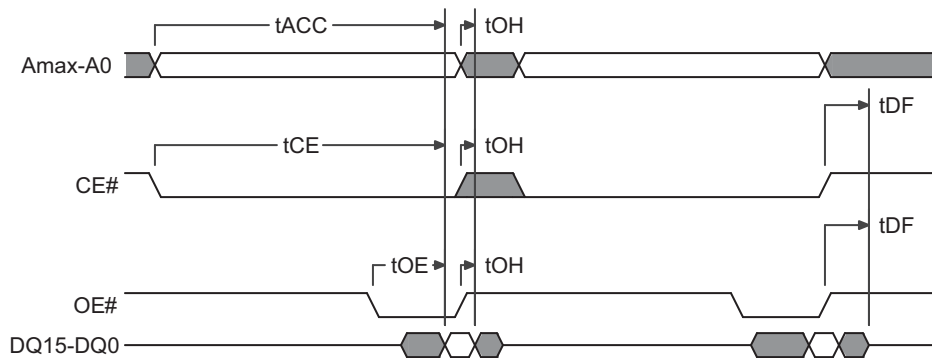 tACC tOH
Amax-A0
tDF
tCE tOH
CE#
tDF
tOE tOH
OE#
DQ15-DQ0